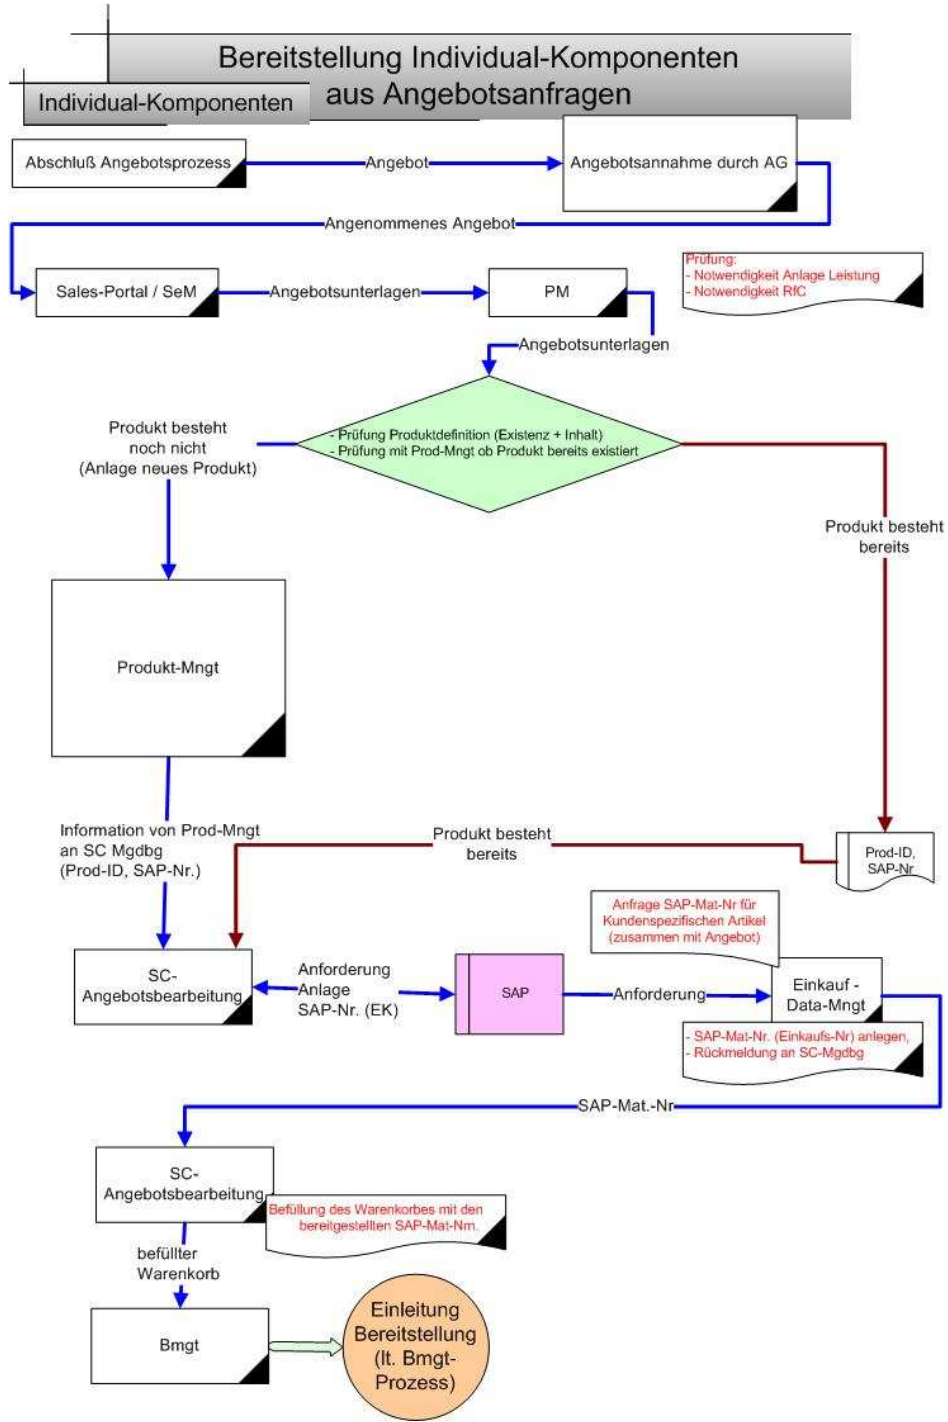 Bereitstellung Individual-Komponenten
aus Angebotsanfragen
Individual-Komponenten
Abschluß Angebotsprozess
Angebot
Angebotsannahme durch AG
Angenommenes Angebot
Sales-Portal / SeM
Angebotsunterlagen
PM
Prüfung:
- Notwendigkeit Anlage Leistung
- Notwendigkeit RfC
Angebotsunterlagen
- Prüfung Produktdefinition (Existenz + Inhalt)
- Prüfung mit Prod-Mngt ob Produkt bereits existiert
Produkt besteht
noch nicht
(Anlage neues Produkt)
Produkt besteht
bereits
Produkt-Mngt
Information von Prod-Mngt
an SC Mgdbg
(Prod-ID, SAP-Nr.)
Produkt besteht
bereits
Prod-ID,
SAP-Nr
Anfrage SAP-Mat-Nr für
Kundenspezifischen Artikel
(zusammen mit Angebot)
SC-
Angebotsbearbeitung
Anforderung
Anlage
SAP-Nr. (EK)
SAP
Anforderung
Einkauf -
Data-Mngt
- SAP-Mat-Nr. (Einkaufs-Nr) anlegen,
- Rückmeldung an SC-Mgdbg
SAP-Mat.-Nr
SC-
Angebotsbearbeitung
Befüllung des Warenkorbes mit den
bereitgestellten SAP-Mat-Nrn.
befüllter
Warenkorb
Bmgt
Einleitung
Bereitstellung
(lt. Bmgt-
Prozess)